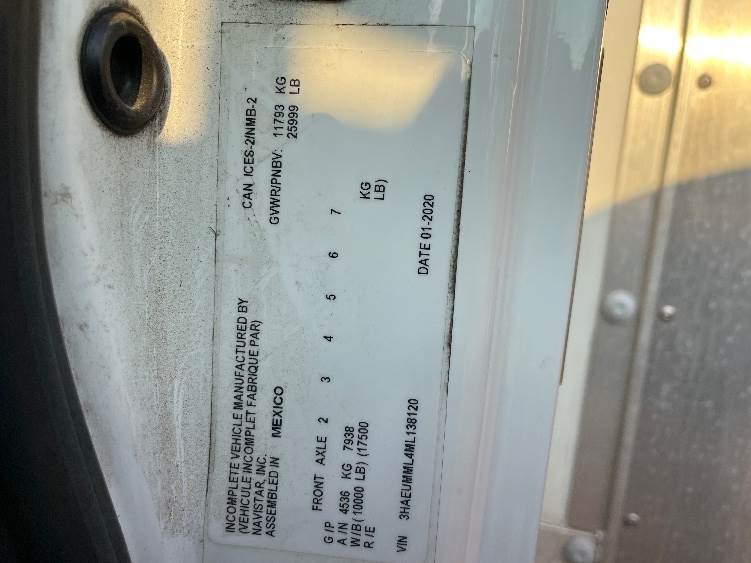 INCOMPLETE VEHICLE MANUFACTURED BY
(VEHICULE INCOMPLET FABRIQUE PAR)
NAVISTAR, INC.
ASSEMBLED IN MEXICO
CAN ICES-2/NMB-2
GVWR/PNBV: 11793 KG
25999 LB
FRONT AXLE 2 3 4 5 6 7
G /P
A /N 4536 KG 7938 KG
W/B (10000 LB) (17500 LB)
R /E
VIN 3HAEUMML4ML138120 DATE 01-2020